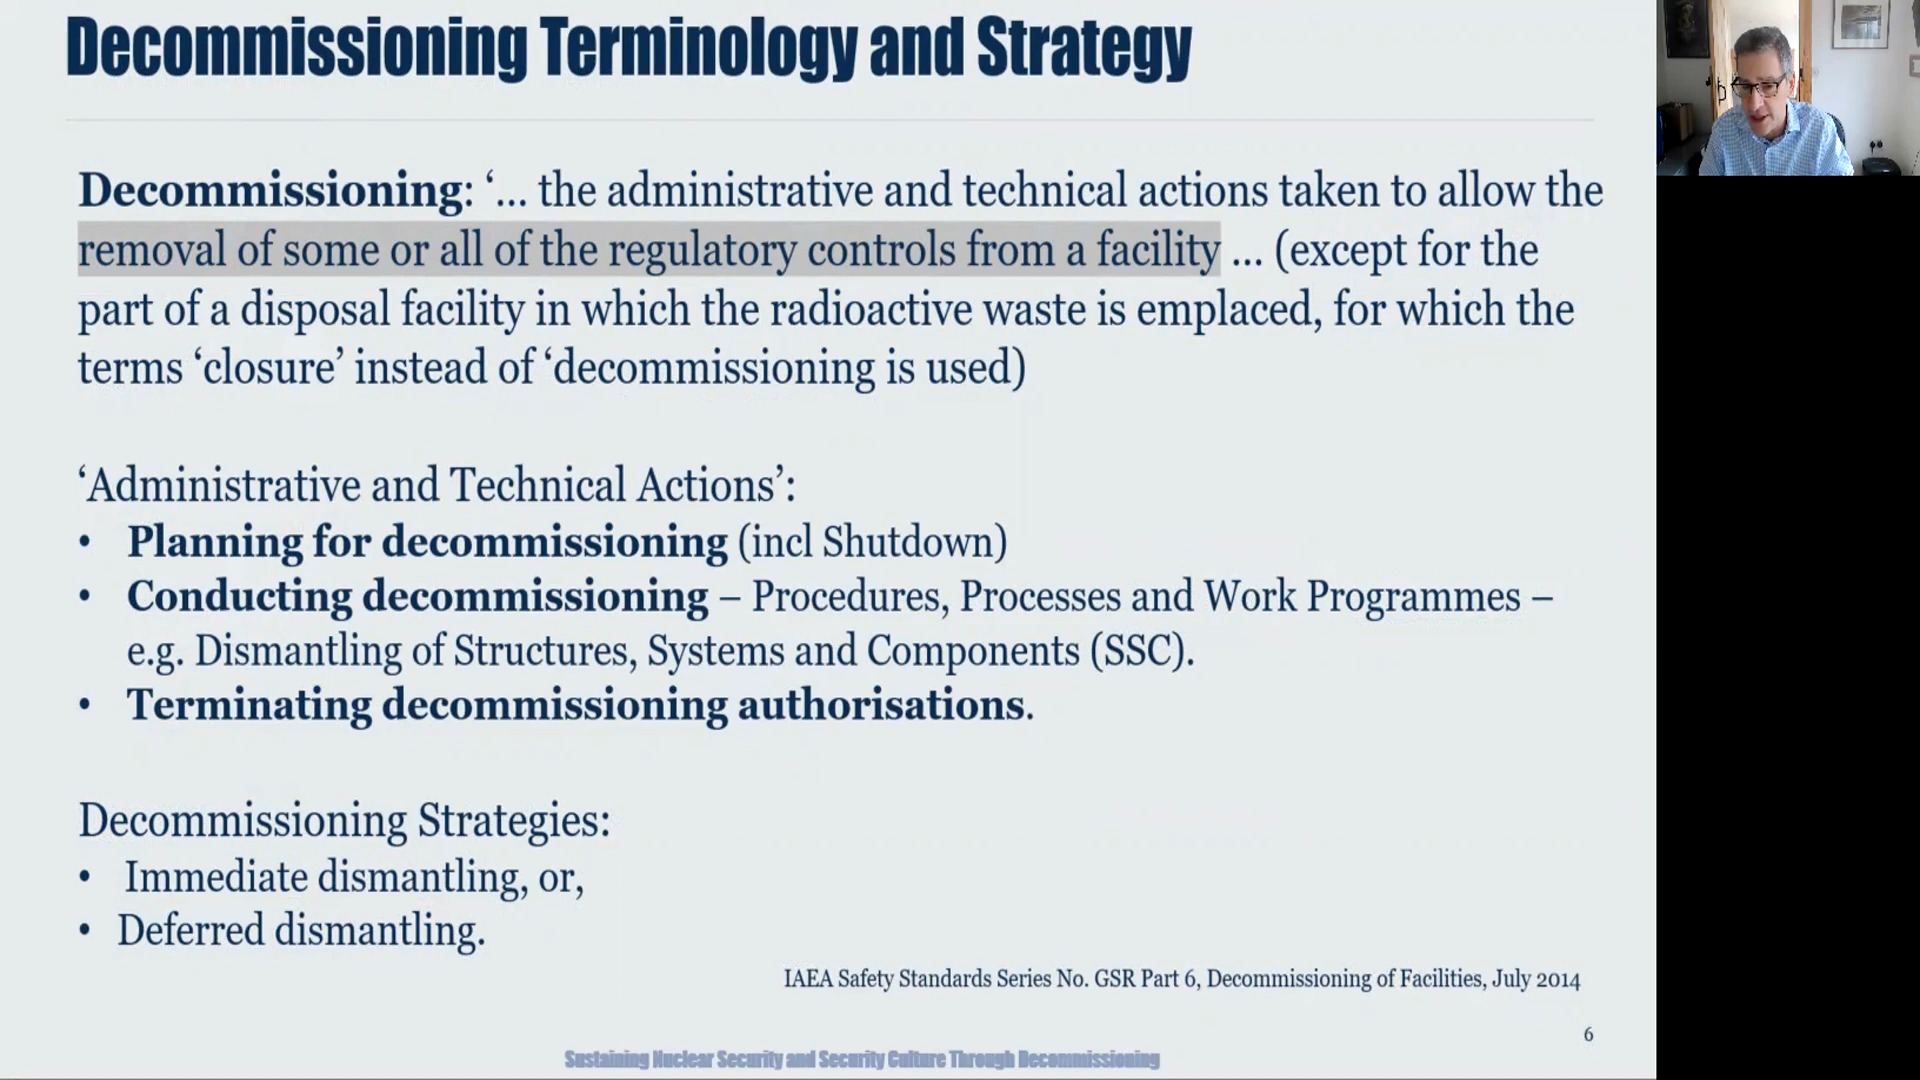 Decommissioning Terminology and Strategy
Decommissioning: ‘... the administrative and technical actions taken to allow the
removal of some or all of the regulatory controls from a facility ... (except for the
part of a disposal facility in which the radioactive waste is emplaced, for which the
terms ‘closure’ instead of ‘decommissioning is used)
‘Administrative and Technical Actions’:
• Planning for decommissioning (incl Shutdown)
• Conducting decommissioning – Procedures, Processes and Work Programmes –
e.g. Dismantling of Structures, Systems and Components (SSC).
• Terminating decommissioning authorisations.
Decommissioning Strategies:
• Immediate dismantling, or,
• Deferred dismantling.
IAEA Safety Standards Series No. GSR Part 6, Decommissioning of Facilities, July 2014
6
Sustaining Nuclear Security and Security Culture Through Decommissioning